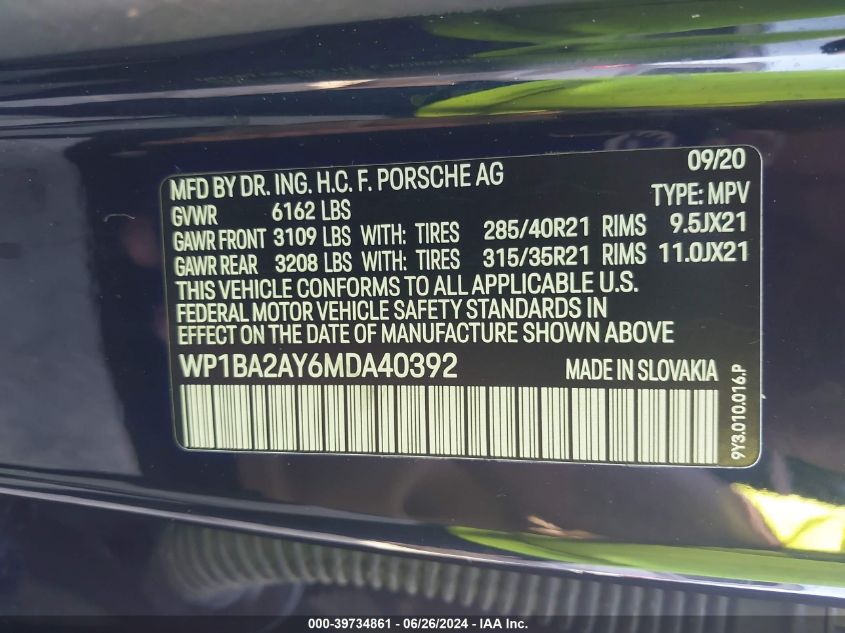 09/20
MFD BY DR. ING. H.C. F. PORSCHE AG
TYPE: MPV
GVWR 6162 LBS
GAWR FRONT 3109 LBS WITH: TIRES 285/40R21 RIMS 9.5JX21
GAWR REAR 3208 LBS WITH: TIRES 315/35R21 RIMS 11.0JX21
THIS VEHICLE CONFORMS TO ALL APPLICABLE U.S.
FEDERAL MOTOR VEHICLE SAFETY STANDARDS IN
EFFECT ON THE DATE OF MANUFACTURE SHOWN ABOVE
WP1BA2AY6MDA40392 MADE IN SLOVAKIA
9Y3.010.016.P
000-39734861 - 06/26/2024 - IAA Inc.